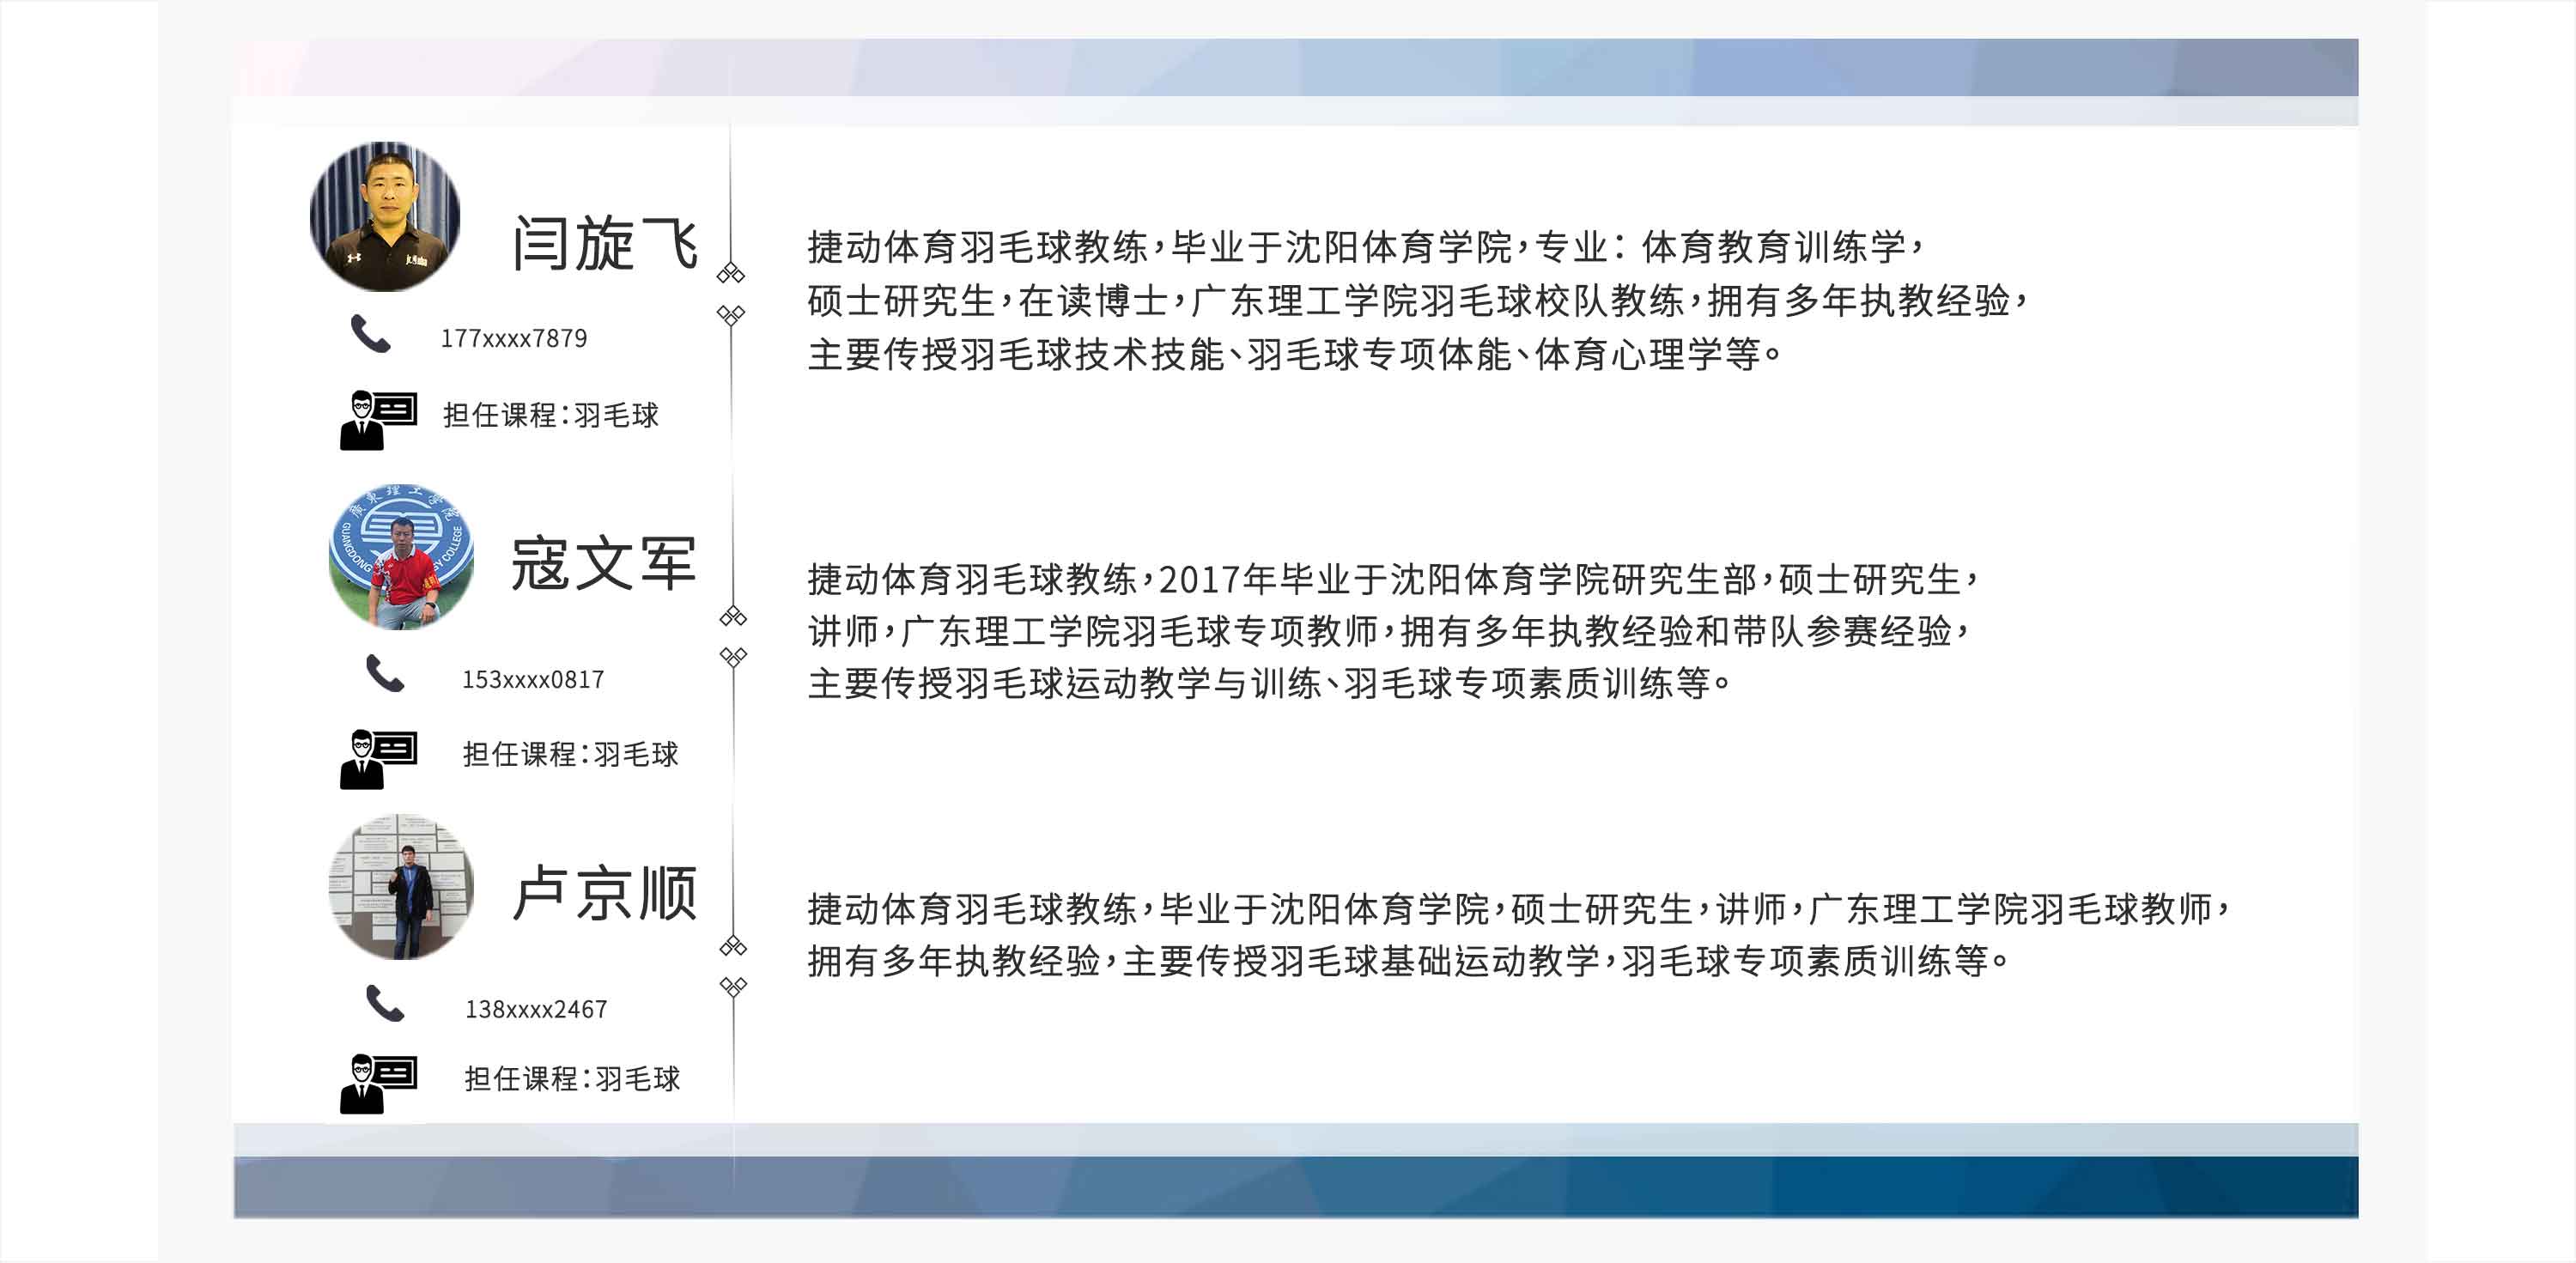 闫旋飞
177xxxx7879
担任课程：羽毛球
捷动体育羽毛球教练，毕业于沈阳体育学院，专业：体育教育训练学，
硕士研究生，在读博士，广东理工学院羽毛球校队教练，拥有多年执教经验，
主要传授羽毛球技术技能、羽毛球专项体能、体育心理学等。
廣東理工學院
GUANGDONG
GY COLLEGE
寇文军
153xxxx0817
担任课程：羽毛球
捷动体育羽毛球教练，2017年毕业于沈阳体育学院研究生部，硕士研究生，
讲师，广东理工学院羽毛球专项教师，拥有多年执教经验和带队参赛经验，
主要传授羽毛球运动教学与训练、羽毛球专项素质训练等。
卢京顺
138xxxx2467
担任课程：羽毛球
捷动体育羽毛球教练，毕业于沈阳体育学院，硕士研究生，讲师，广东理工学院羽毛球教师，
拥有多年执教经验，主要传授羽毛球基础运动教学，羽毛球专项素质训练等。